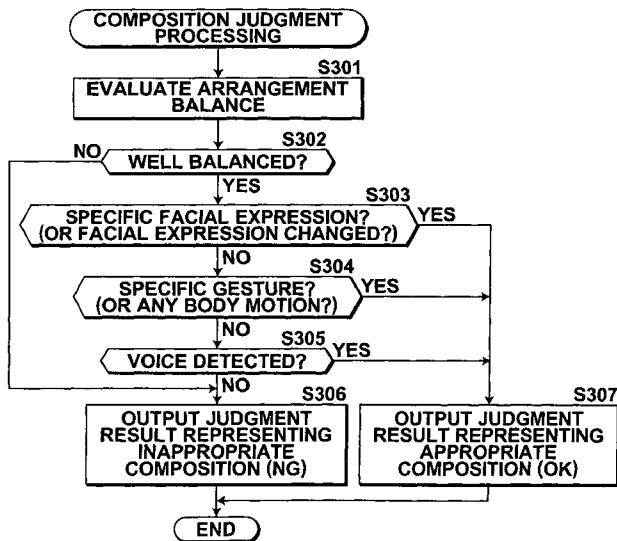 COMPOSITION JUDGMENT
PROCESSING
S301
EVALUATE ARRANGEMENT
BALANCE
S302
NO
WELL BALANCED?
YES
S303
SPECIFIC FACIAL EXPRESSION?
(OR FACIAL EXPRESSION CHANGED?)
YES
NO
S304
SPECIFIC GESTURE?
(OR ANY BODY MOTION?)
YES
NO
S305
VOICE DETECTED?
YES
NO
S306
OUTPUT JUDGMENT
RESULT REPRESENTING
INAPPROPRIATE
COMPOSITION (NG)
S307
OUTPUT JUDGMENT
RESULT REPRESENTING
APPROPRIATE
COMPOSITION (OK)
END